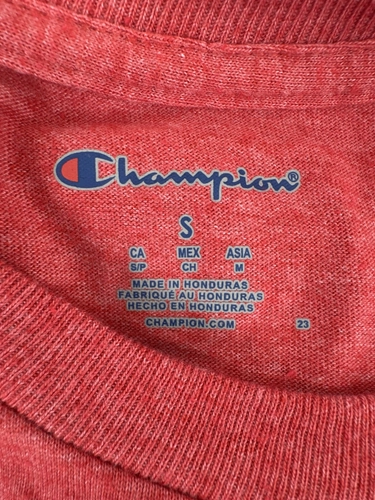 Champion®
S
CA MEX ASIA
S/P CH M
MADE IN HONDURAS
FABRIQUÉ AU HONDURAS
HECHO EN HONDURAS
CHAMPION.COM 23